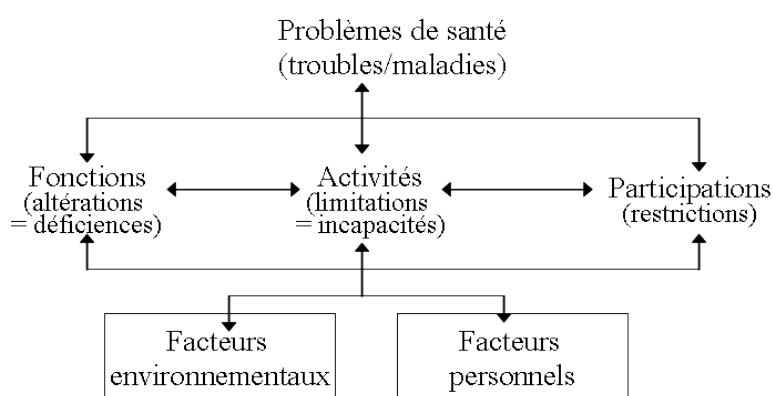 Problèmes de santé
(troubles/maladies)
Fonctions
(altérations
= déficiences)
Activités
(limitations
= incapacités)
Participations
(restrictions)
Facteurs
environnementaux
Facteurs
personnels